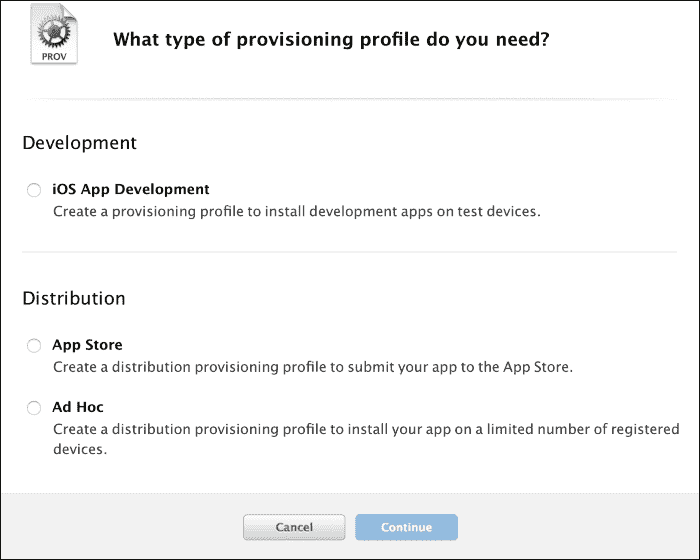 PROV
What type of provisioning profile do you need?
Development
iOS App Development
Create a provisioning profile to install development apps on test devices.
Distribution
App Store
Create a distribution provisioning profile to submit your app to the App Store.
Ad Hoc
Create a distribution provisioning profile to install your app on a limited number of registered
devices.
Cancel
Continue